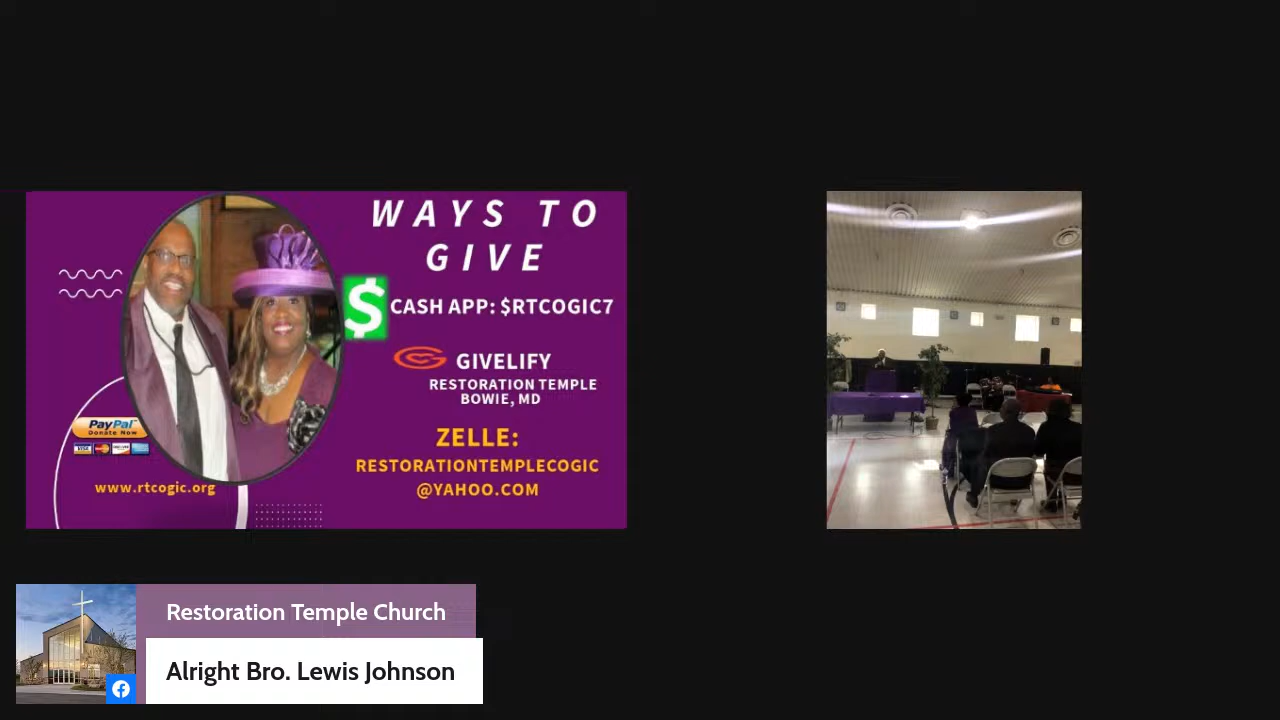 WAYS TO
GIVE
$ CASH APP: $RTCOGIC7
GIVELIFY
RESTORATION TEMPLE
BOWIE, MD
ZELLE:
RESTORATIONTEMPLECOGIC
@YAHOO.COM
PayPal
Donate Now
VISA
www.rtcogic.org
Restoration Temple Church
Alright Bro. Lewis Johnson